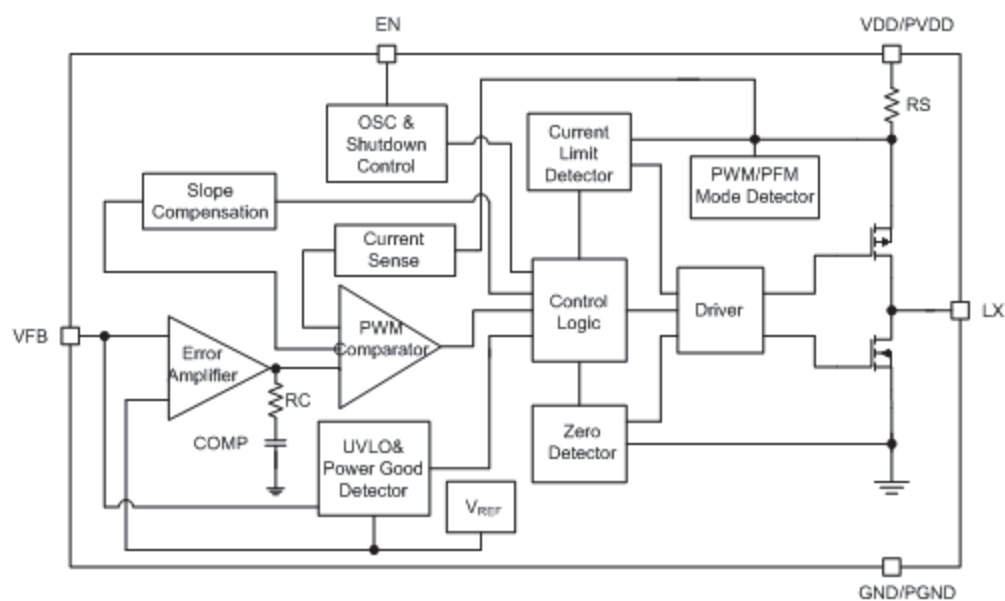 EN
VDD/PVDD
RS
OSC &
Shutdown
Control
Current
Limit
Detector
PWM/PFM
Mode Detector
Slope
Compensation
Current
Sense
Control
Logic
Driver
LX
VFB
Error
Amplifier
PWM
Comparator
RC
COMP
UVLO&
Power Good
Detector
Zero
Detector
VREF
GND/PGND